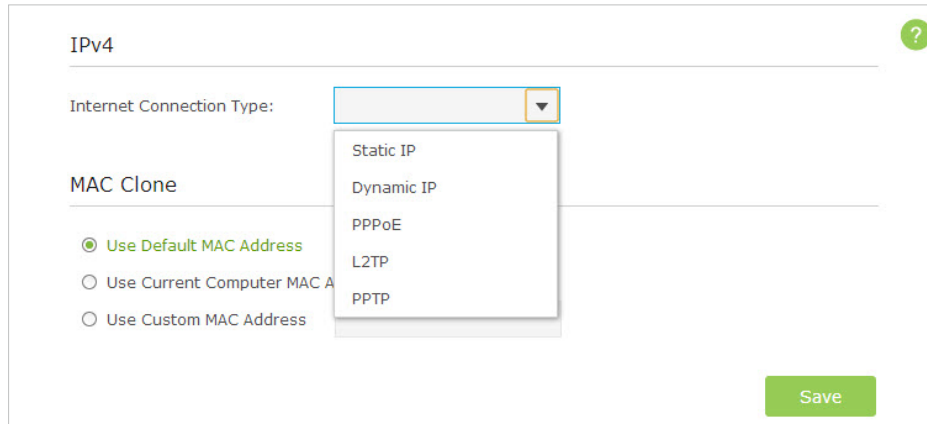 IPv4
?
Internet Connection Type:
Static IP
Dynamic IP
PPPoE
L2TP
PPTP
MAC Clone
Use Default MAC Address
Use Current Computer MAC A
Use Custom MAC Address
Save